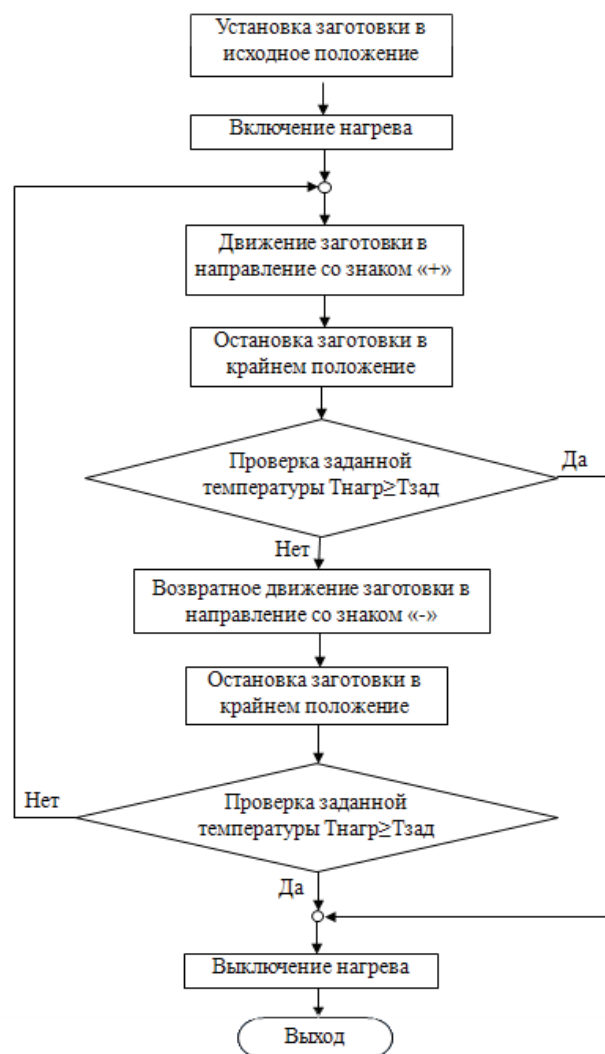 Установка заготовки в
исходное положение
Включение нагрева
Движение заготовки в
направление со знаком «+»
Остановка заготовки в
крайнем положение
Проверка заданной
температуры Тнагр≥Тзад
Да
Нет
Возвратное движение заготовки в
направление со знаком «-»
Остановка заготовки в
крайнем положение
Проверка заданной
температуры Тнагр≥Тзад
Нет
Да
Выключение нагрева
Выход